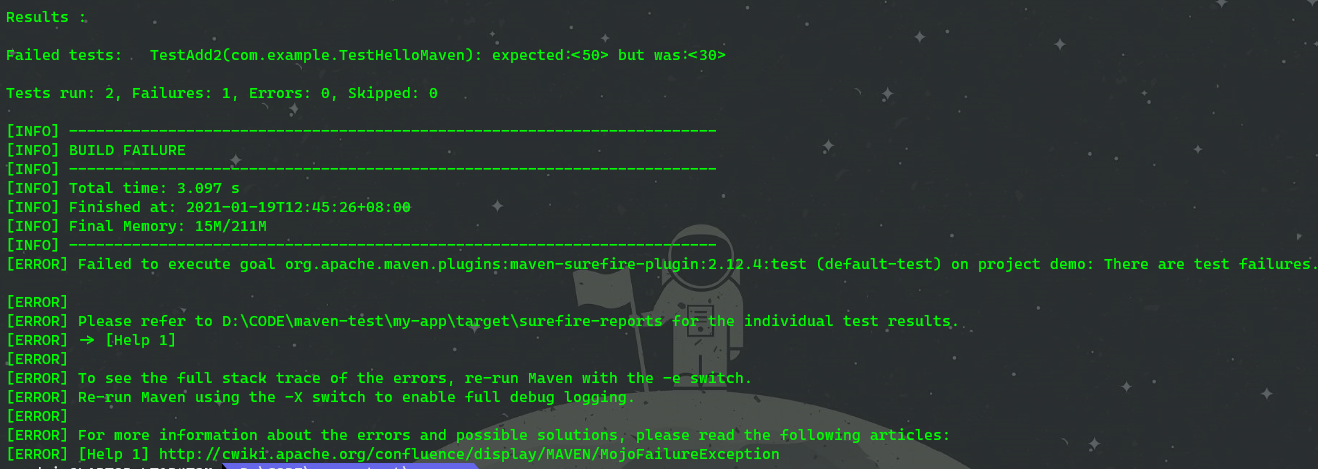 Results :
Failed tests:   TestAdd2(com.example.TestHelloMaven): expected:<50> but was:<30>
Tests run: 2, Failures: 1, Errors: 0, Skipped: 0
[INFO] ------------------------------------------------------------------------
[INFO] BUILD FAILURE
[INFO] ------------------------------------------------------------------------
[INFO] Total time: 3.097 s
[INFO] Finished at: 2021-01-19T12:45:26+08:00
[INFO] Final Memory: 15M/211M
[INFO] ------------------------------------------------------------------------
[ERROR] Failed to execute goal org.apache.maven.plugins:maven-surefire-plugin:2.12.4:test (default-test) on project demo: There are test failures.
[ERROR]
[ERROR] Please refer to D:\CODE\maven-test\my-app\target\surefire-reports for the individual test results.
[ERROR] -> [Help 1]
[ERROR]
[ERROR] To see the full stack trace of the errors, re-run Maven with the -e switch.
[ERROR] Re-run Maven using the -X switch to enable full debug logging.
[ERROR]
[ERROR] For more information about the errors and possible solutions, please read the following articles:
[ERROR] [Help 1] http://cwiki.apache.org/confluence/display/MAVEN/MojoFailureException